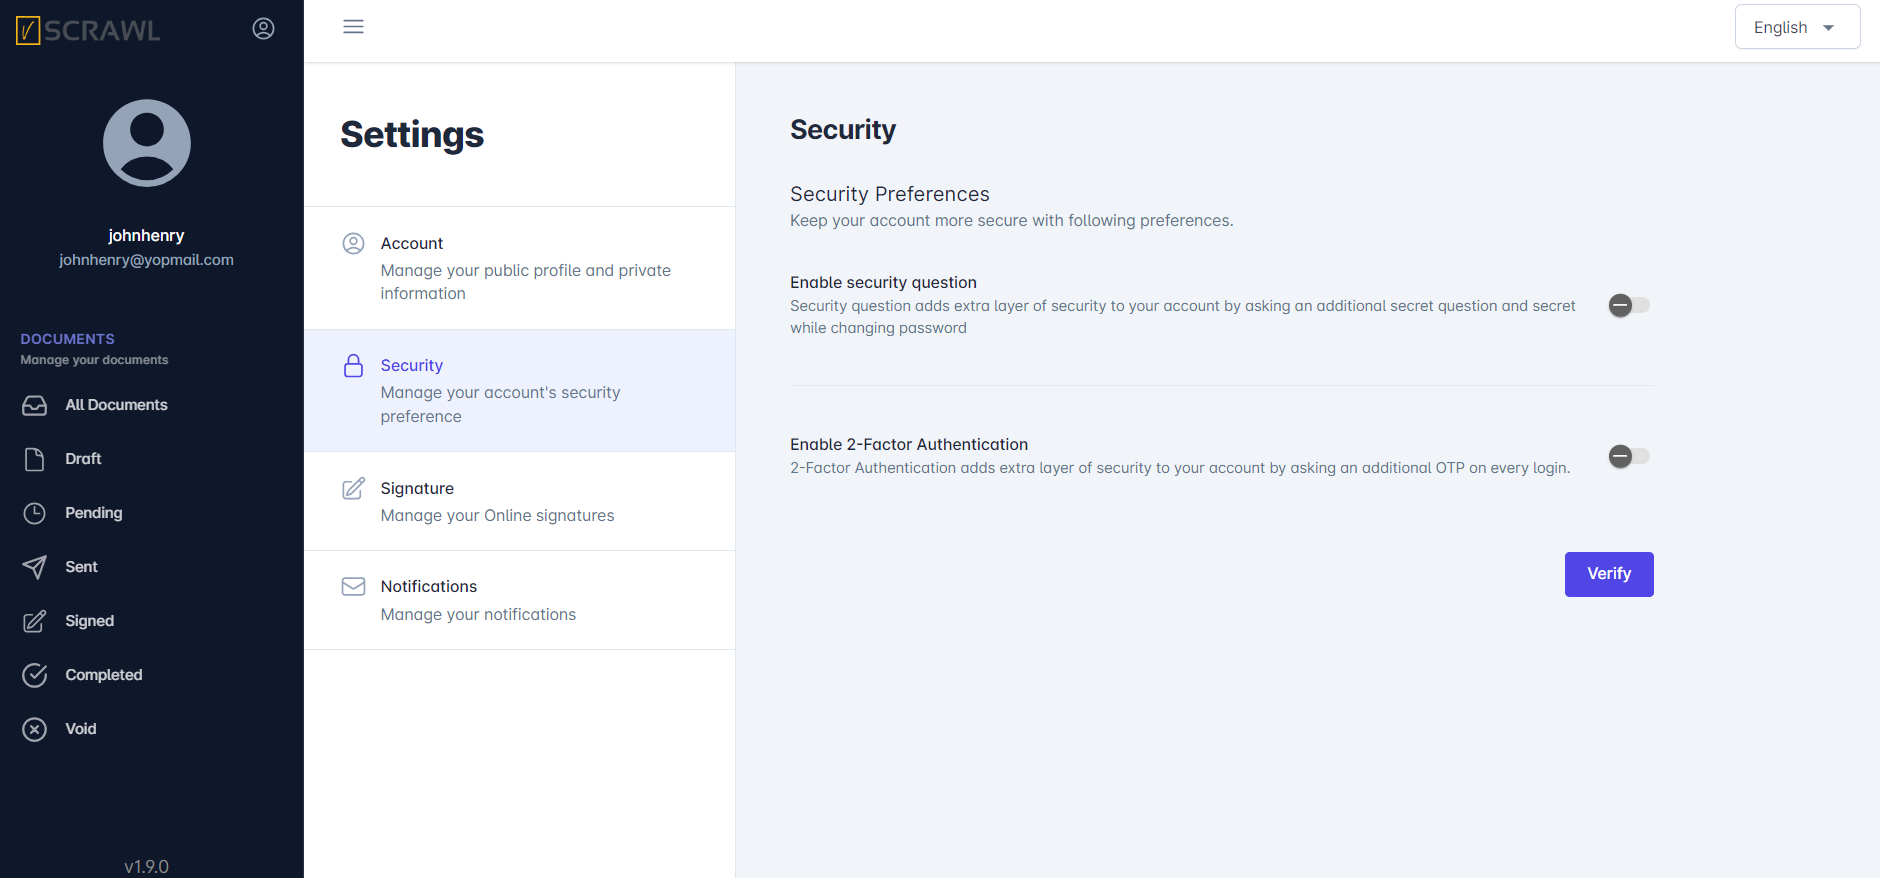 SCRAWL
English
johnhenry
johnhenry@yopmail.com
DOCUMENTS
Manage your documents
All Documents
Draft
Pending
Sent
Signed
Completed
Void
v1.9.0
Settings
Account
Manage your public profile and private
information
Security
Manage your account's security
preference
Signature
Manage your Online signatures
Notifications
Manage your notifications
Security
Security Preferences
Keep your account more secure with following preferences.
Enable security question
Security question adds extra layer of security to your account by asking an additional secret question and secret
while changing password
Enable 2-Factor Authentication
2-Factor Authentication adds extra layer of security to your account by asking an additional OTP on every login.
Verify